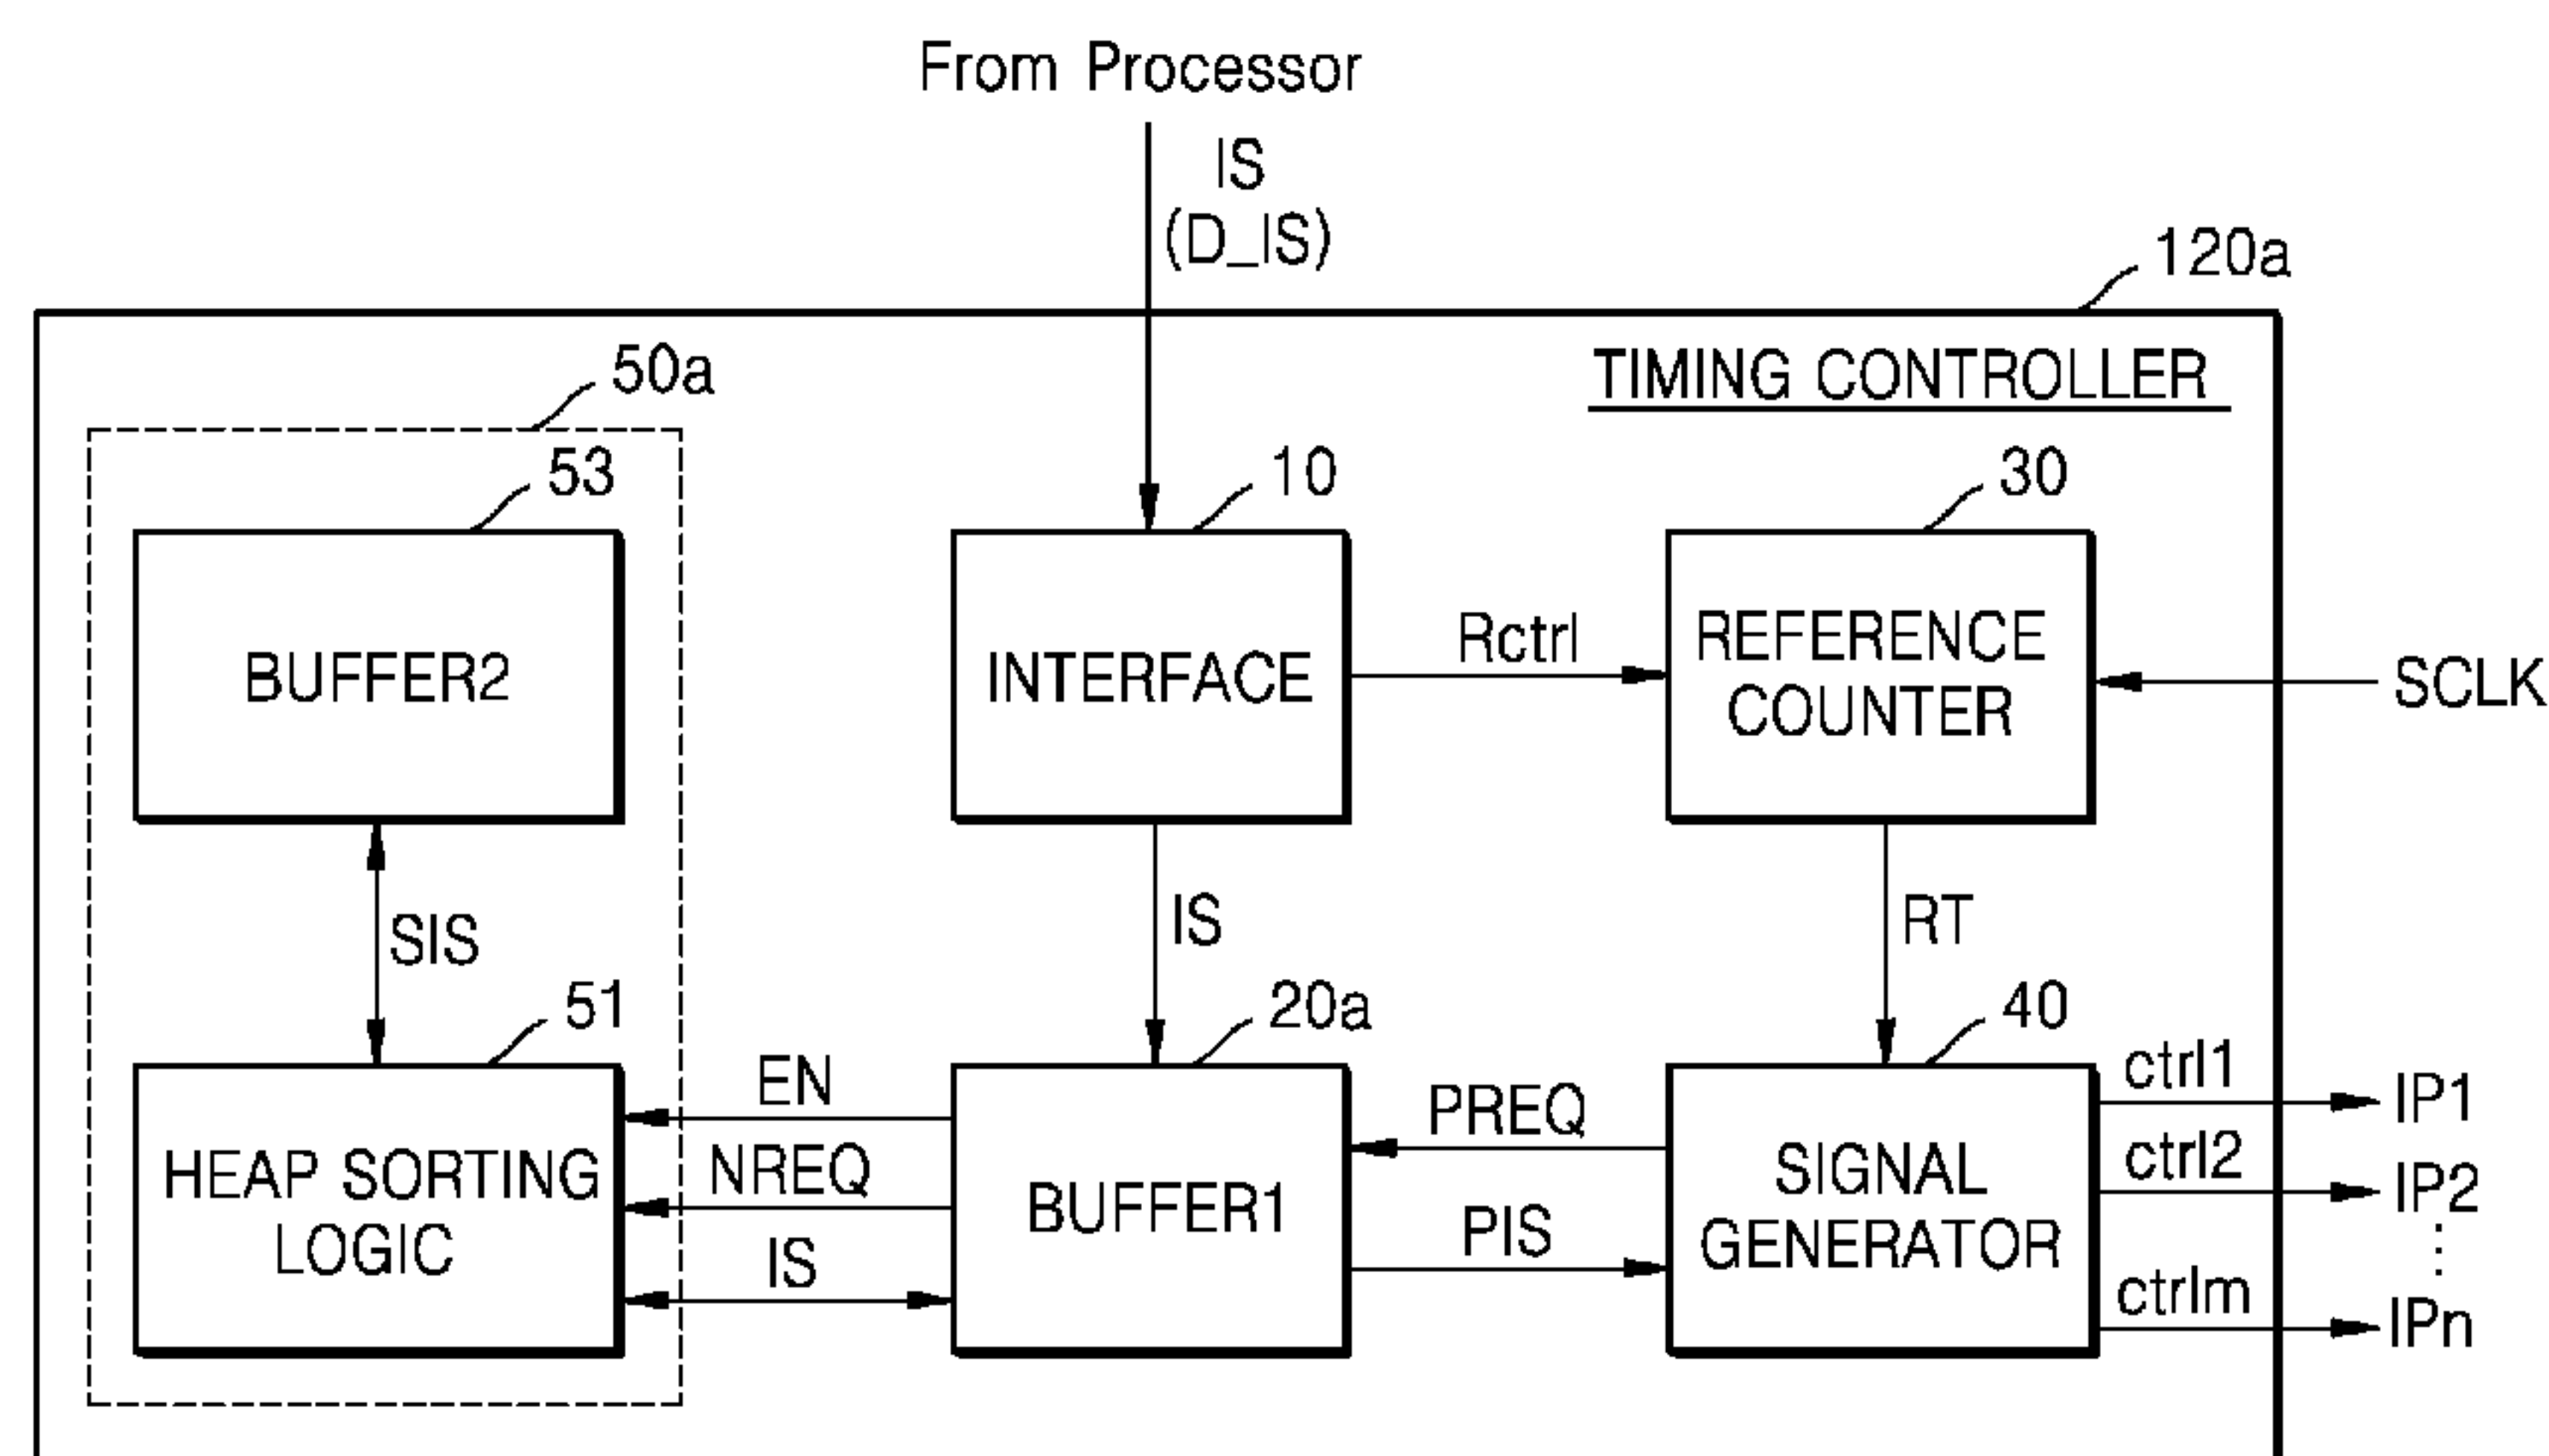 From Processor
IS
(D_IS)
120a
TIMING CONTROLLER
50a
53
10
30
BUFFER2
INTERFACE
Rctrl
REFERENCE
COUNTER
SCLK
SIS
IS
RT
51
20a
40
HEAP SORTING
LOGIC
EN
NREQ
IS
BUFFER1
PREQ
PIS
SIGNAL
GENERATOR
ctrl1
IP1
ctrl2
IP2
ctrlm
IPn